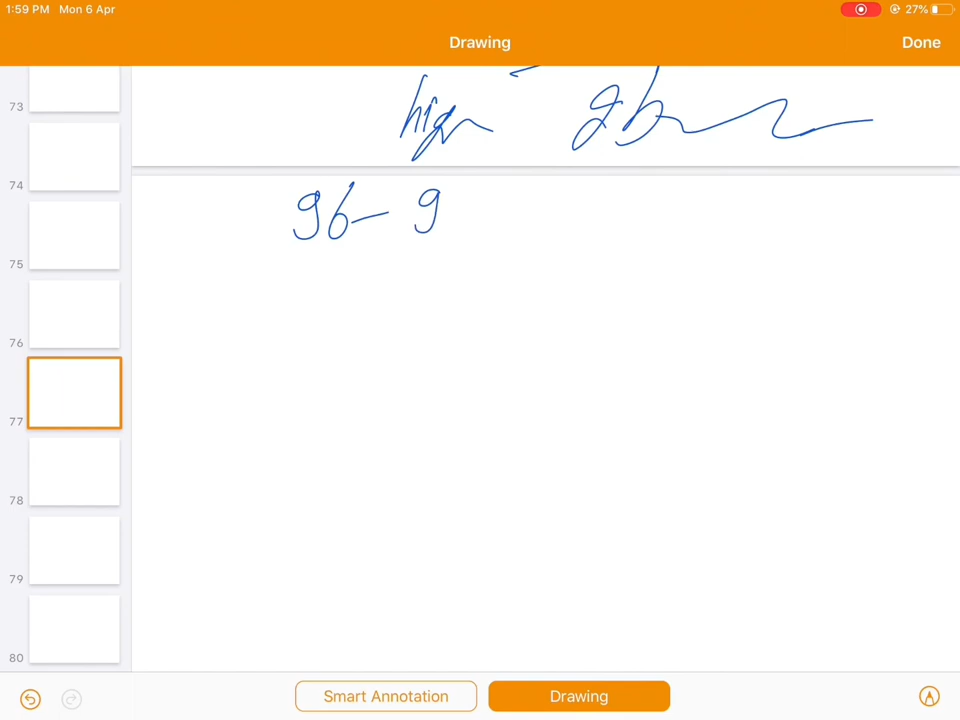 1:59 PM Mon 6 Apr 27%
Drawing Done
73
74
75
76
77
78
79
80
high
96- 9
Smart Annotation Drawing